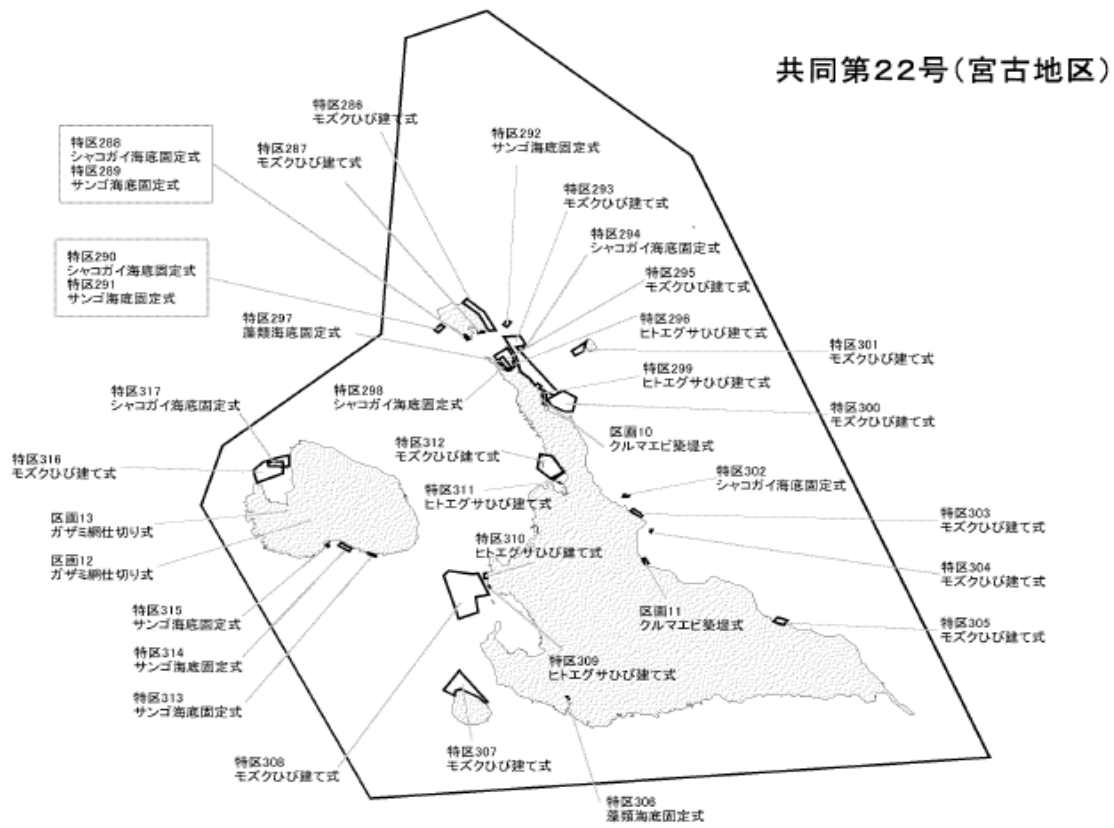 共同第22号(宮古地区)
特区286
モズクひび建て式
特区287
モズクひび建て式
特区288
シャコガイ海底固定式
特区289
サンゴ海底固定式
特区292
サンゴ海底固定式
特区293
モズクひび建て式
特区294
シャコガイ海底固定式
特区290
シャコガイ海底固定式
特区291
サンゴ海底固定式
特区295
モズクひび建て式
特区296
ヒトエグサひび建て式
特区297
藻類海底固定式
特区301
モズクひび建て式
特区299
ヒトエグサひび建て式
特区298
シャコガイ海底固定式
特区300
モズクひび建て式
特区317
シャコガイ海底固定式
区画10
クルマエビ築堤式
特区312
モズクひび建て式
特区316
モズクひび建て式
特区302
シャコガイ海底固定式
特区311
ヒトエグサひび建て式
特区303
モズクひび建て式
区画13
ガザミ網仕切り式
特区310
ヒトエグサひび建て式
区画12
ガザミ網仕切り式
特区304
モズクひび建て式
特区315
サンゴ海底固定式
区画11
クルマエビ築堤式
特区305
モズクひび建て式
特区314
サンゴ海底固定式
特区309
ヒトエグサひび建て式
特区313
サンゴ海底固定式
特区308
モズクひび建て式
特区307
モズクひび建て式
特区306
藻類海底固定式